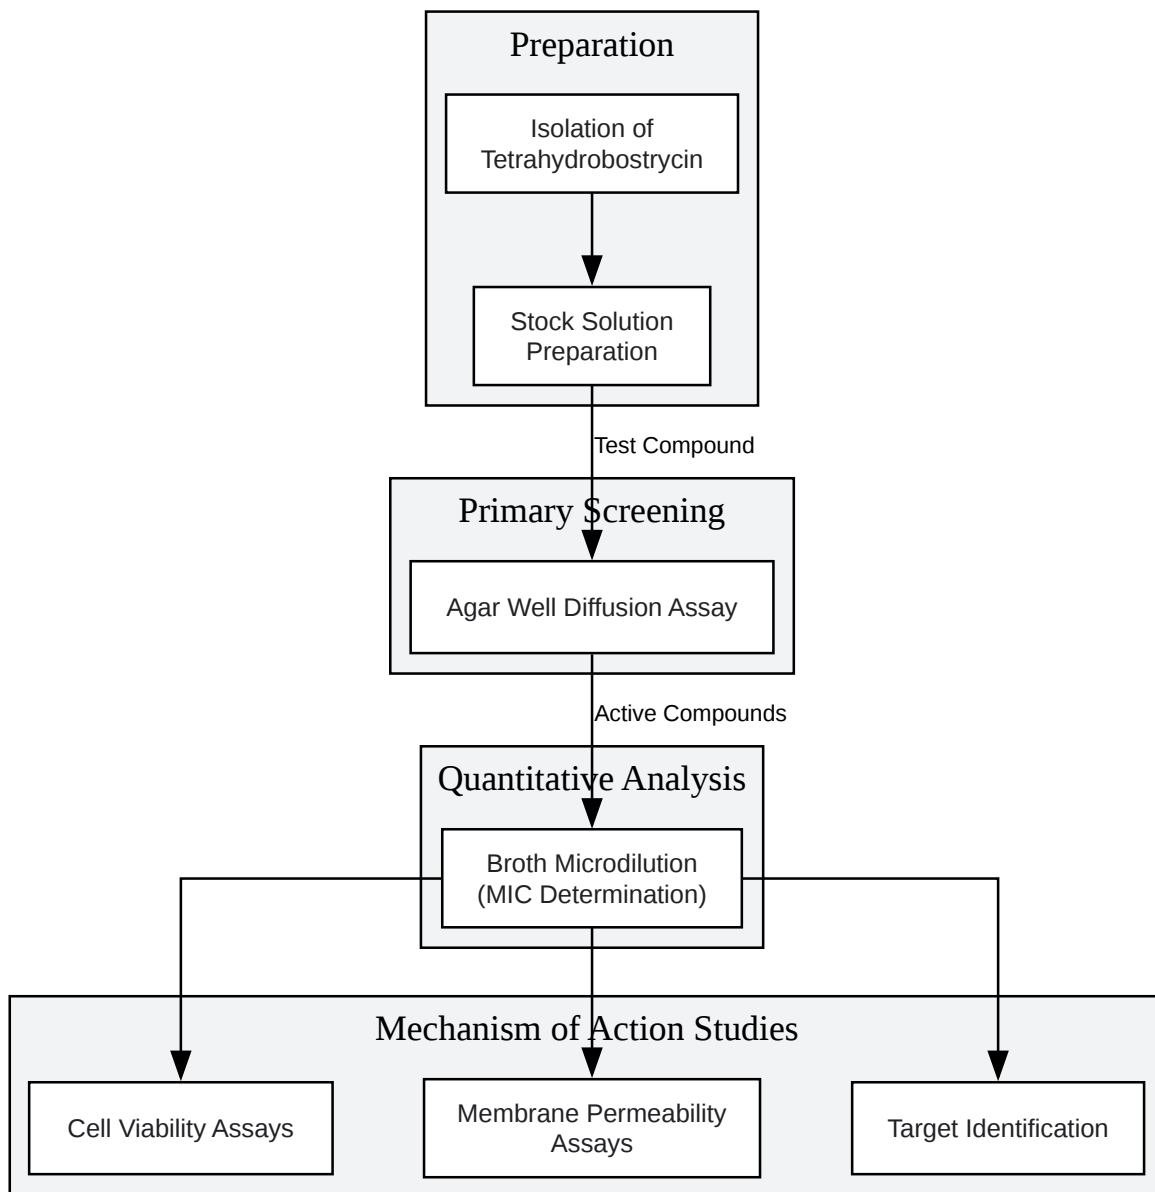 Preparation
Isolation of
Tetrahydrobostrycin
Stock Solution
Preparation
Test Compound
Primary Screening
Agar Well Diffusion Assay
Active Compounds
Quantitative Analysis
Broth Microdilution
(MIC Determination)
Mechanism of Action Studies
Cell Viability Assays
Membrane Permeability
Assays
Target Identification